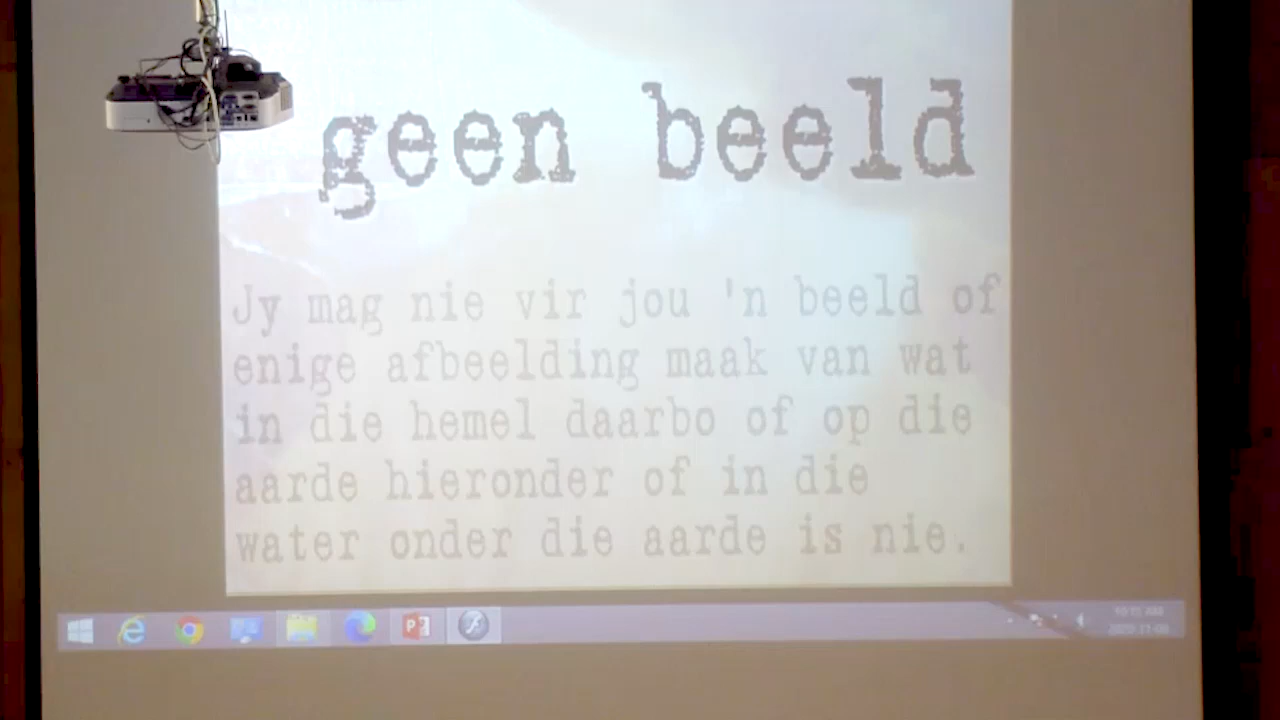 geen beeld
Jy mag nie vir jou 'n beeld of
enige afbeelding maak van wat
in die hemel daarbo of op die
aarde hieronder of in die
water onder die aarde is nie.